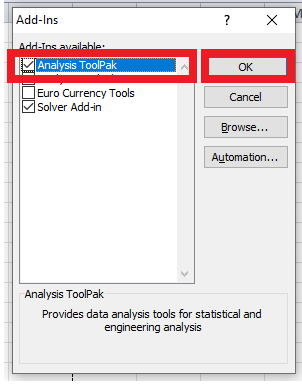 Add-Ins
?
Add-Ins available:
Analysis ToolPak
OK
Euro Currency Tools
Solver Add-in
Cancel
Browse...
Automation...
Analysis ToolPak
Provides data analysis tools for statistical and
engineering analysis